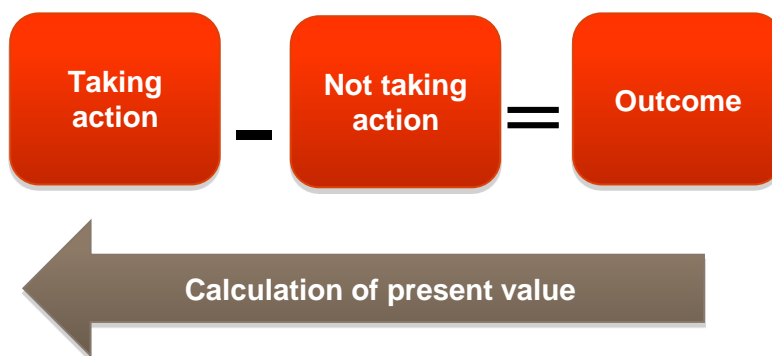 Taking
action
-
Not taking
action
=
Outcome
Calculation of present value